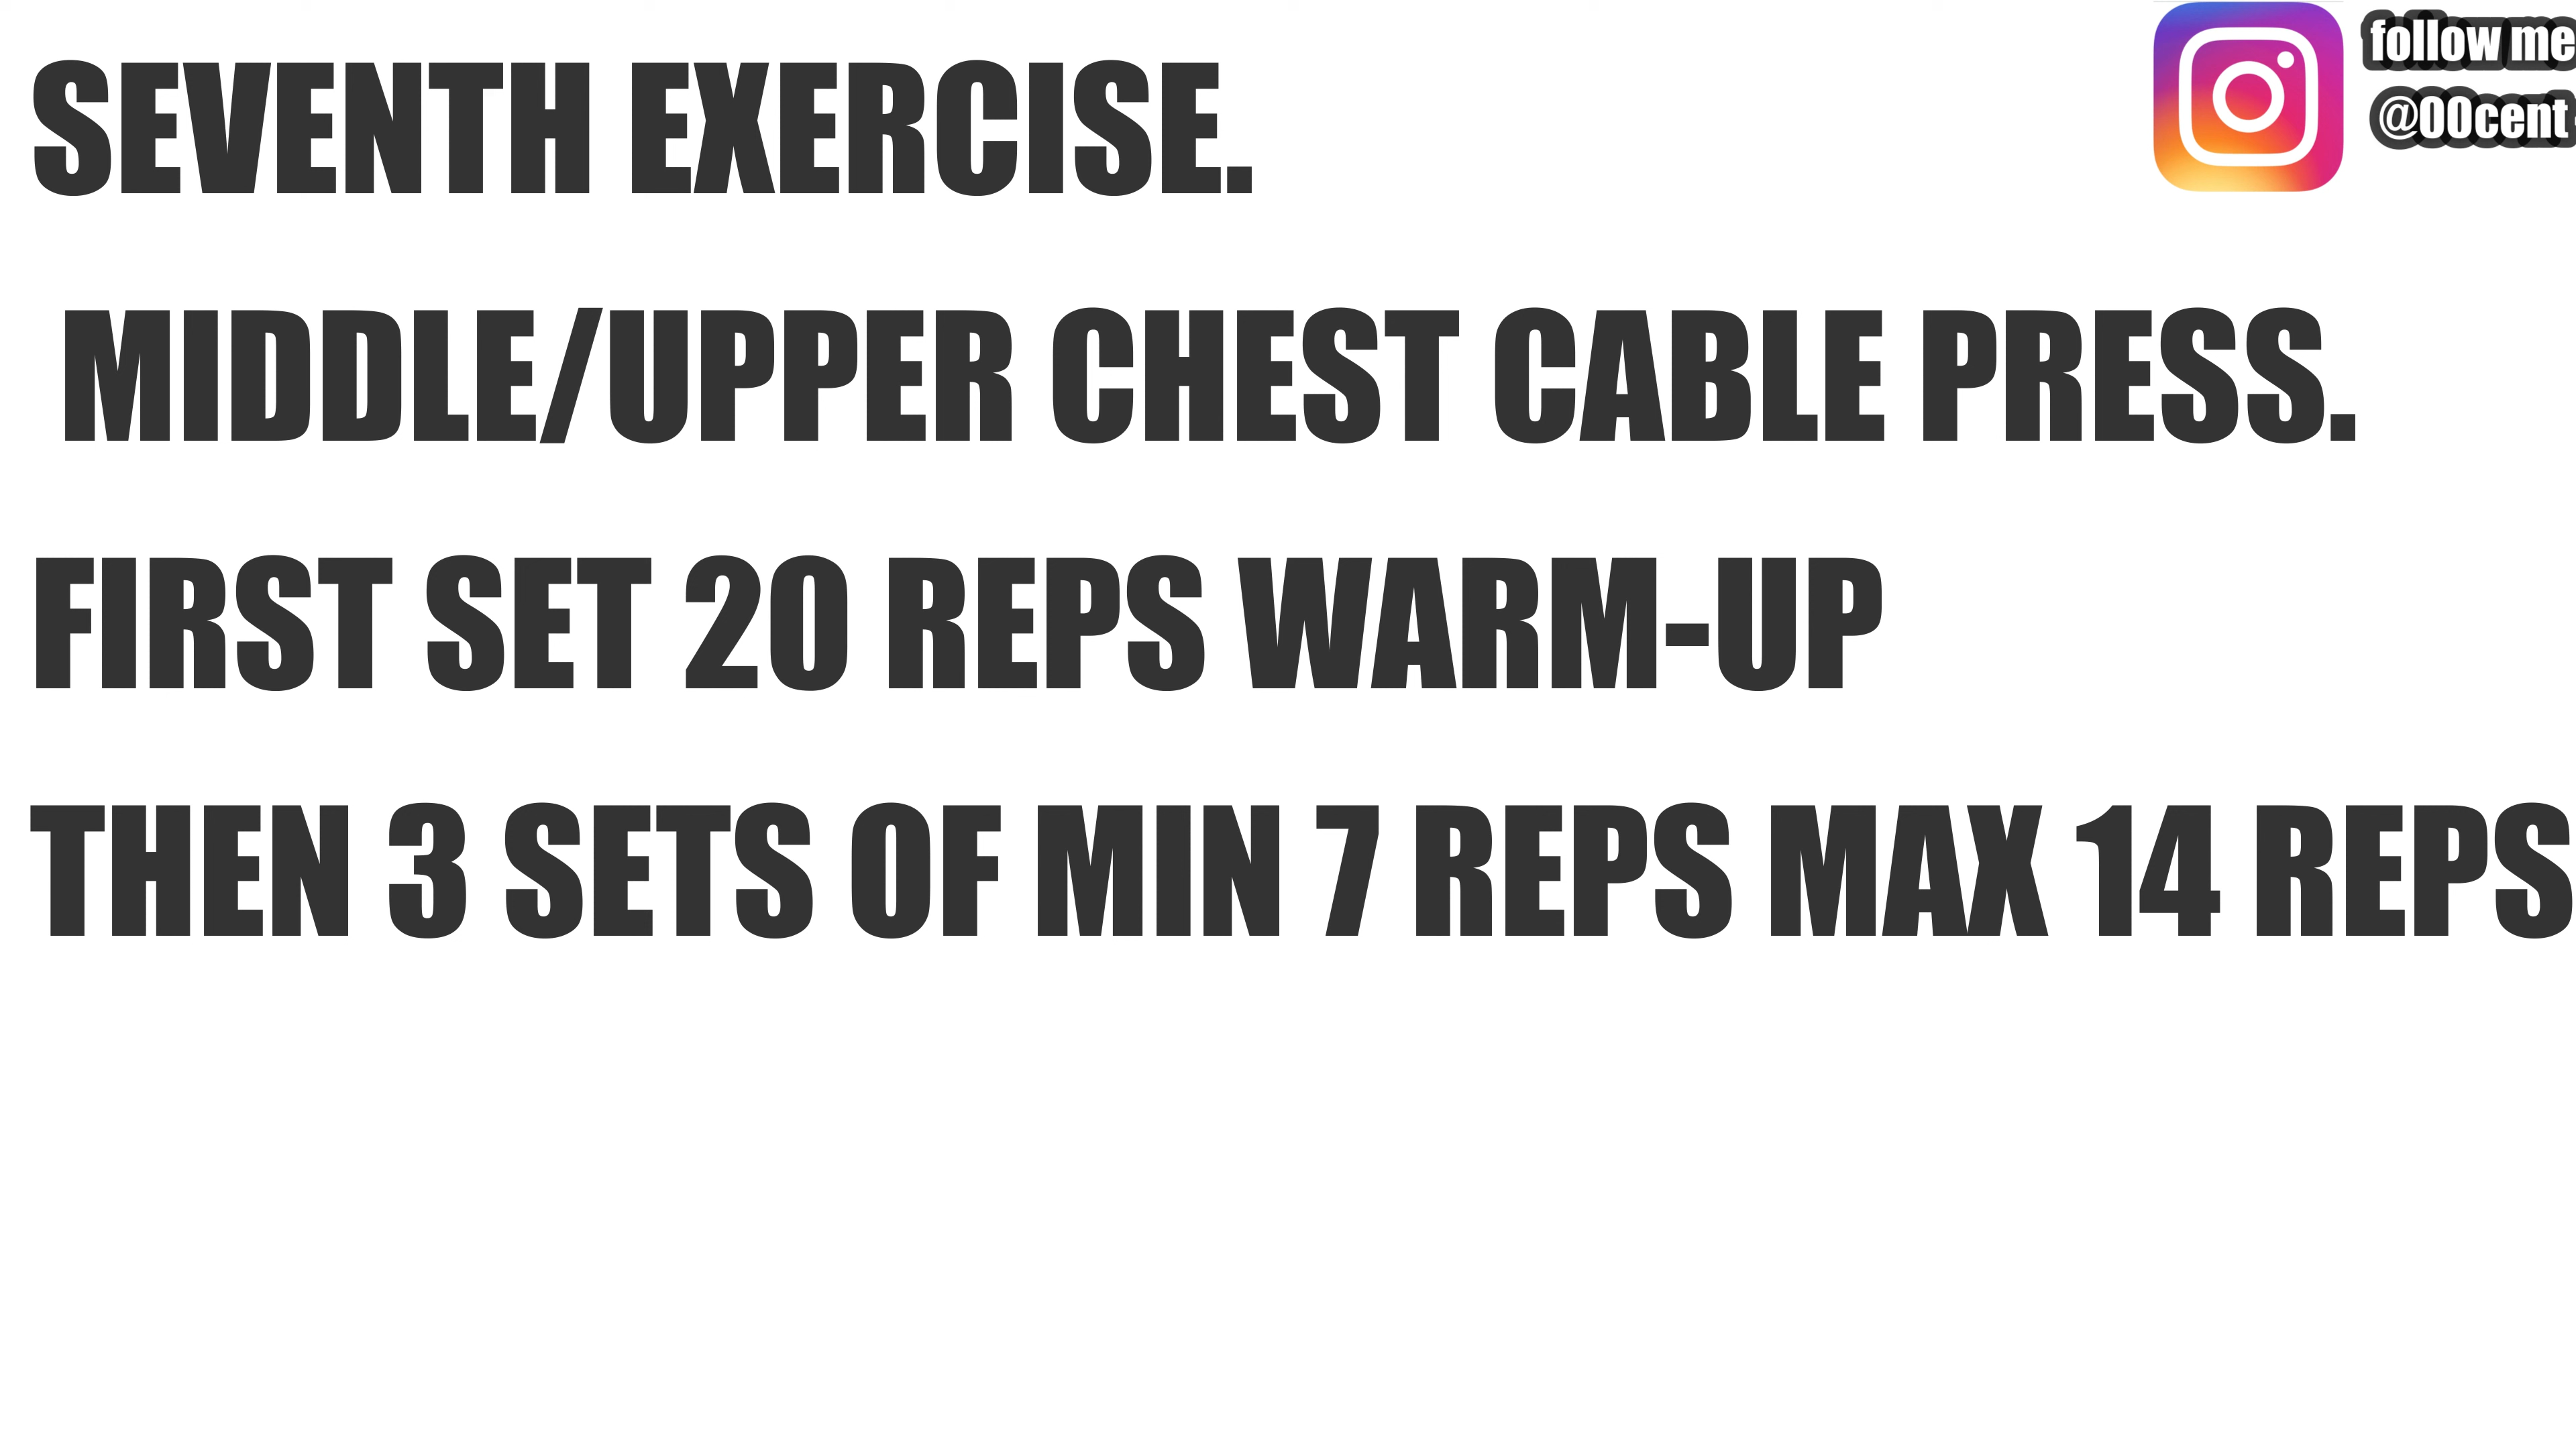 SEVENTH EXERCISE.
follow me
@00cent
MIDDLE/UPPER CHEST CABLE PRESS.
FIRST SET 20 REPS WARM-UP
THEN 3 SETS OF MIN 7 REPS MAX 14 REPS